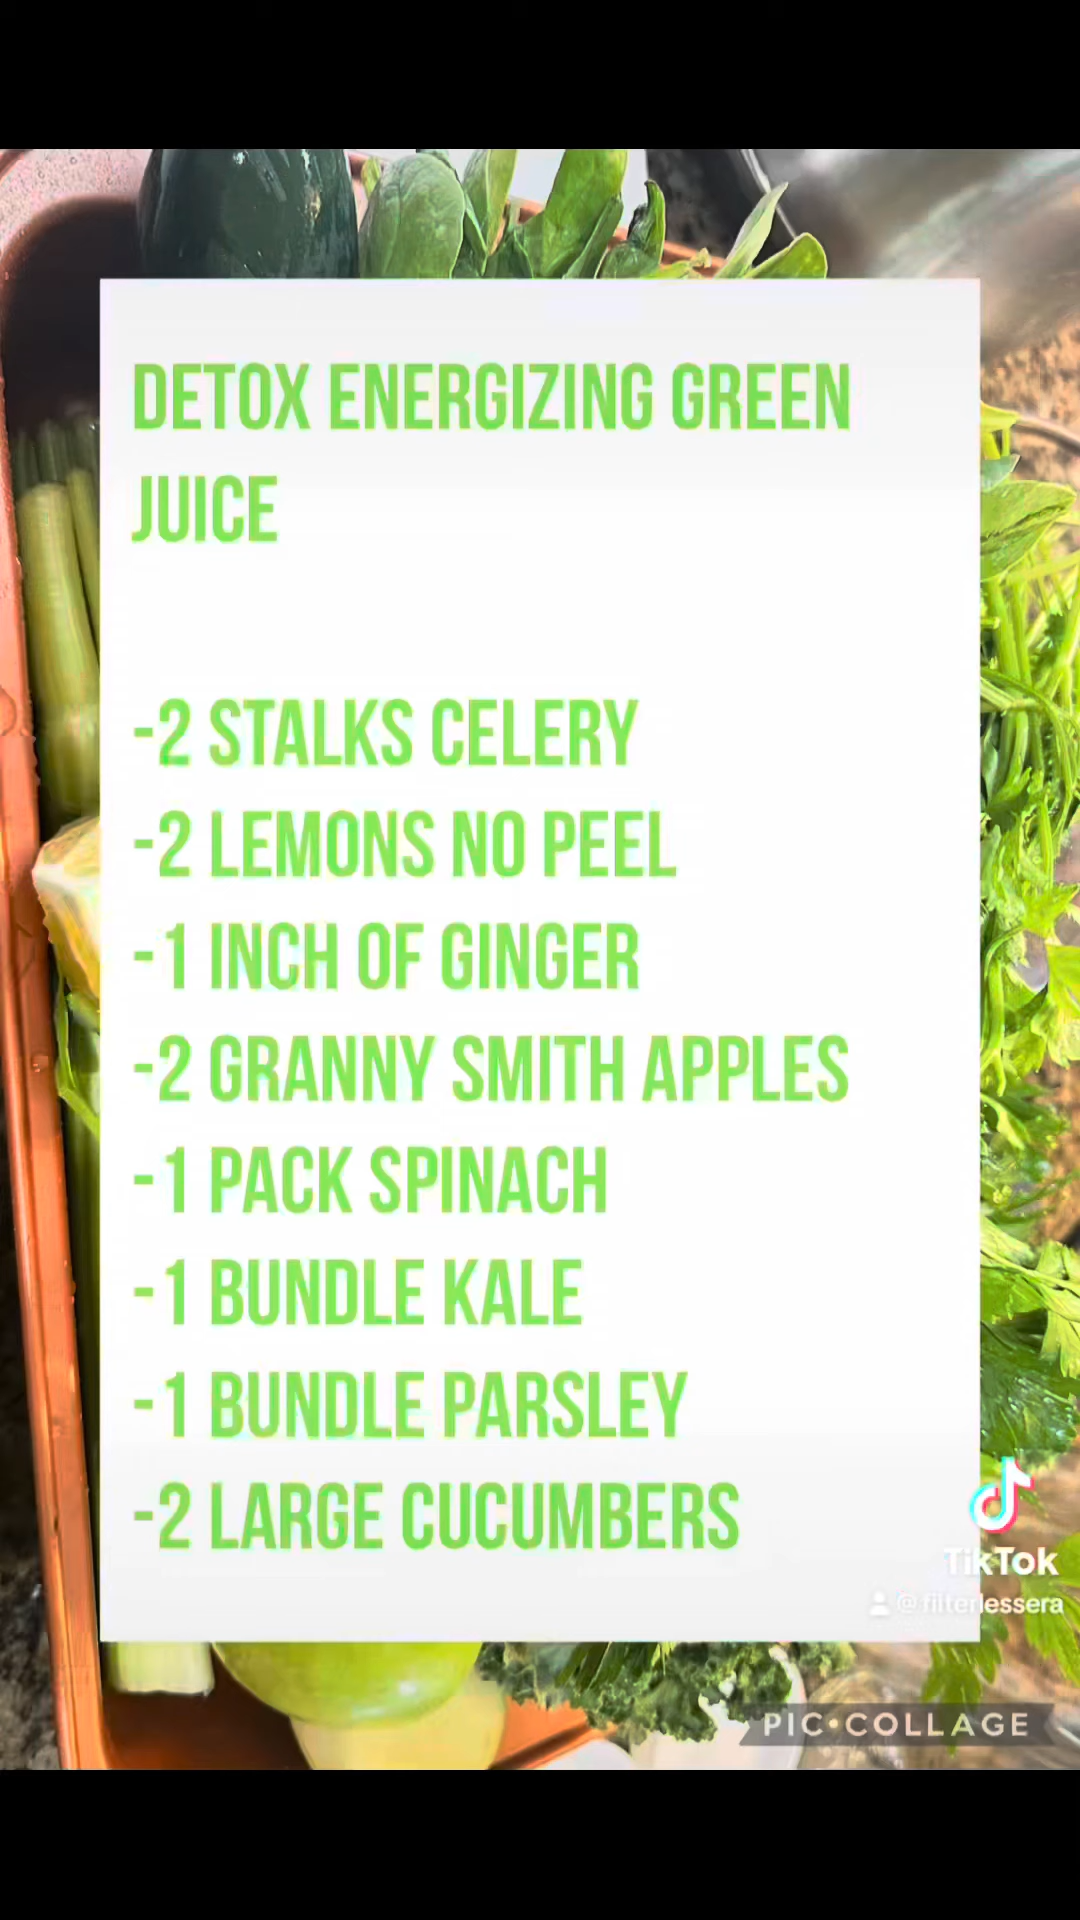 DETOX ENERGIZING GREEN
JUICE
-2 STALKS CELERY
-2 LEMONS NO PEEL
-1 INCH OF GINGER
-2 GRANNY SMITH APPLES
-1 PACK SPINACH
-1 BUNDLE KALE
-1 BUNDLE PARSLEY
-2 LARGE CUCUMBERS
TikTok
@filterlessera
PIC•COLLAGE